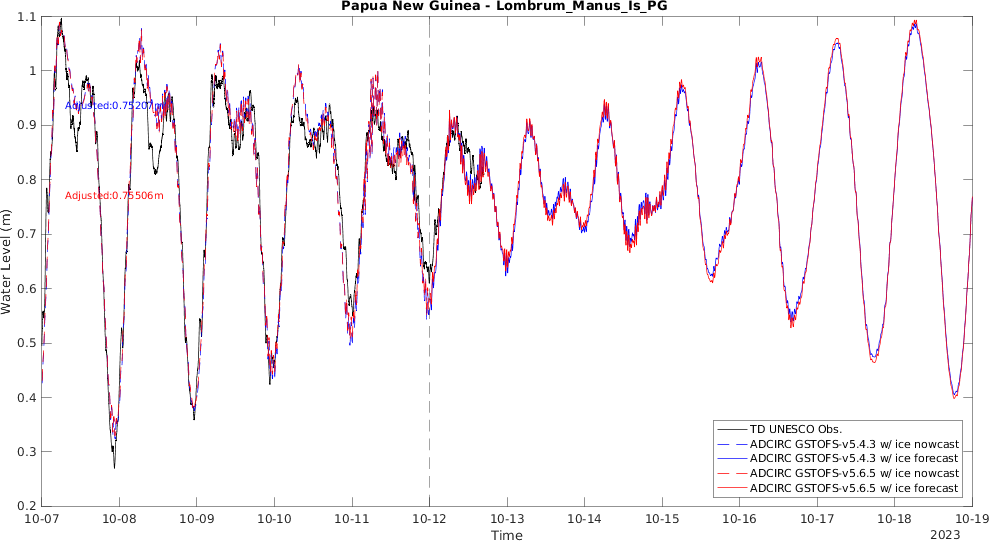 Papua New Guinea - Lombrum_Manus_Is_PG
1.1
1
0.9
0.8
0.7
0.6
0.5
0.4
0.3
0.2
Water Level (m)
Adjusted:0.75207m
Adjusted:0.75506m
TD UNESCO Obs.
ADCIRC GSTOFS-v5.4.3 w/ ice nowcast
ADCIRC GSTOFS-v5.4.3 w/ ice forecast
ADCIRC GSTOFS-v5.6.5 w/ ice nowcast
ADCIRC GSTOFS-v5.6.5 w/ ice forecast
10-07 10-08 10-09 10-10 10-11 10-12 10-13 10-14 10-15 10-16 10-17 10-18 10-19
Time
2023